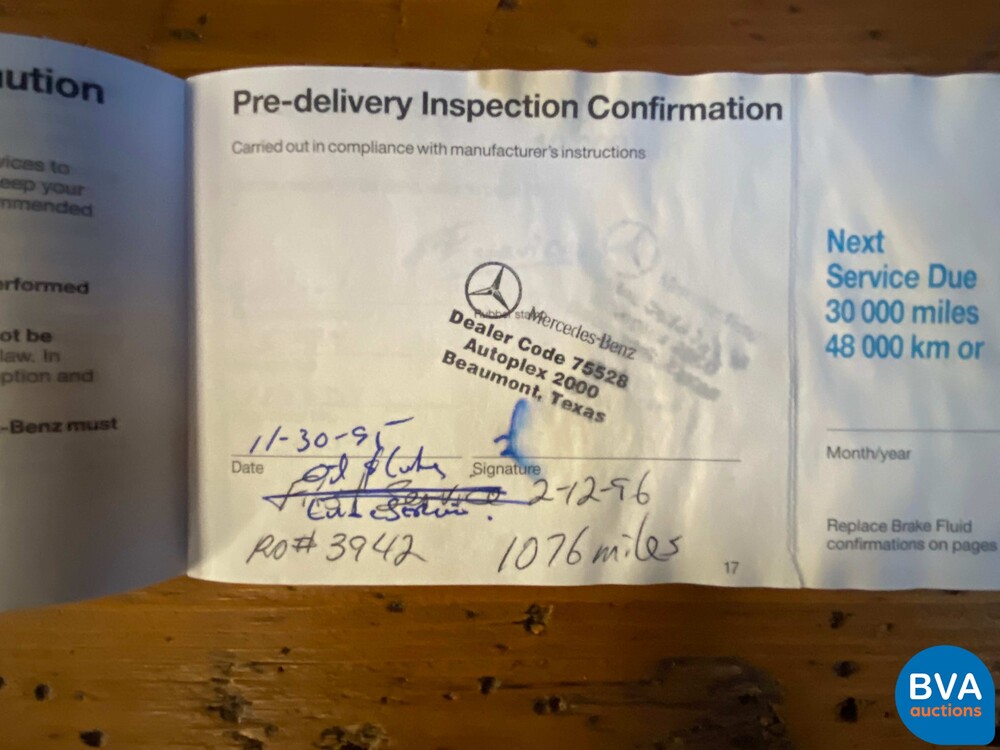 ution
vices to
eep your
mmended
erformed
ot be
law. In
ption and
-Benz must
Pre-delivery Inspection Confirmation
Carried out in compliance with manufacturer's instructions
Mercedes-Benz
Dealer Code 75528
Autoplex 2000
Beaumont, Texas
11-30-95
Date
Signature
Service 2-12-96
RO# 3942
1076 miles
17
Next
Service Due
30 000 miles
48 000 km or
Month/year
Replace Brake Fluid
confirmations on pages
BVA
auctions